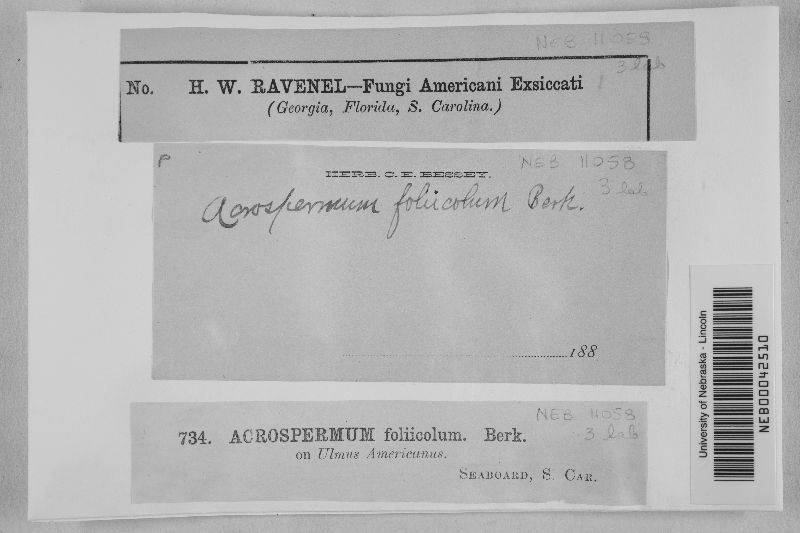 NEB 11058
3 lab
No. H. W. RAVENEL—Fungi Americani Exsiccati
(Georgia, Florida, S. Carolina.)
P
NEB 11058
3 lab
HERB. C. E. BESSEY.
Acrospermum foliicolum Berk.
188
NEB 11058
3 lab
734. ACROSPERMUM foliicolum. Berk.
on Ulmus Americanus.
SEABOARD, S. CAR.
University of Nebraska - Lincoln
NEB00042510